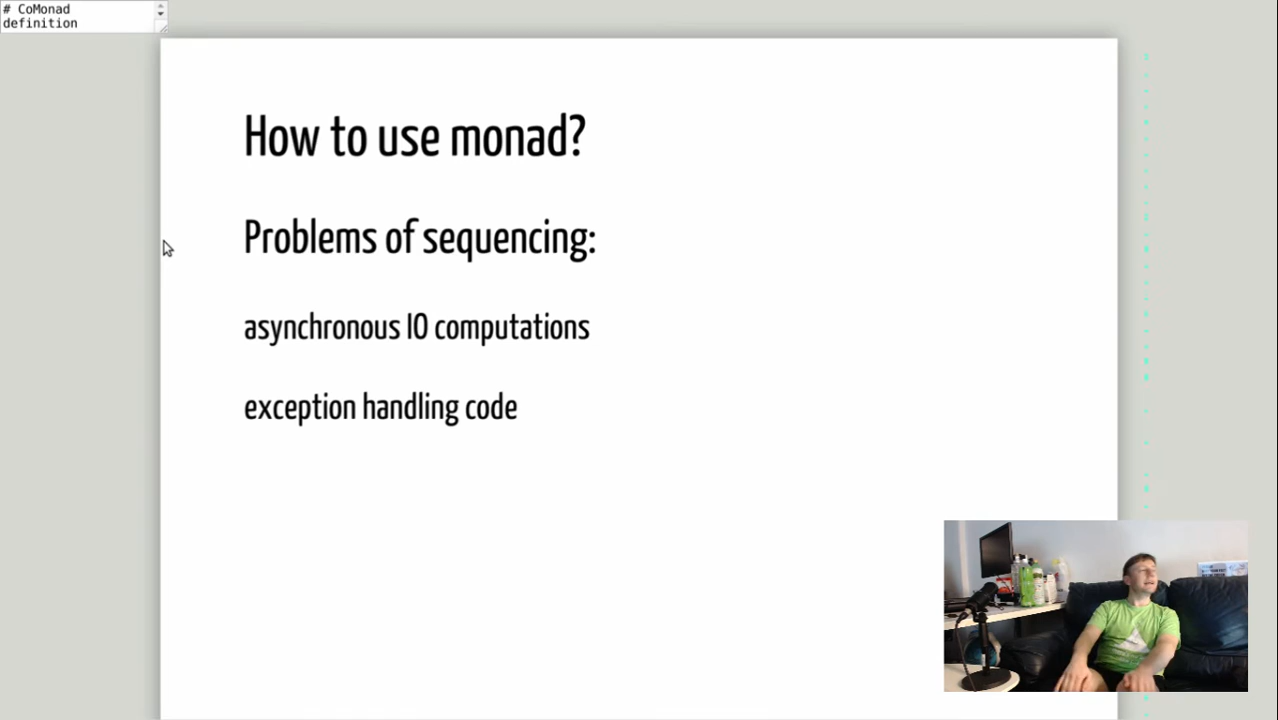 # CoMonad
definition
How to use monad?
Problems of sequencing:
asynchronous IO computations
exception handling code